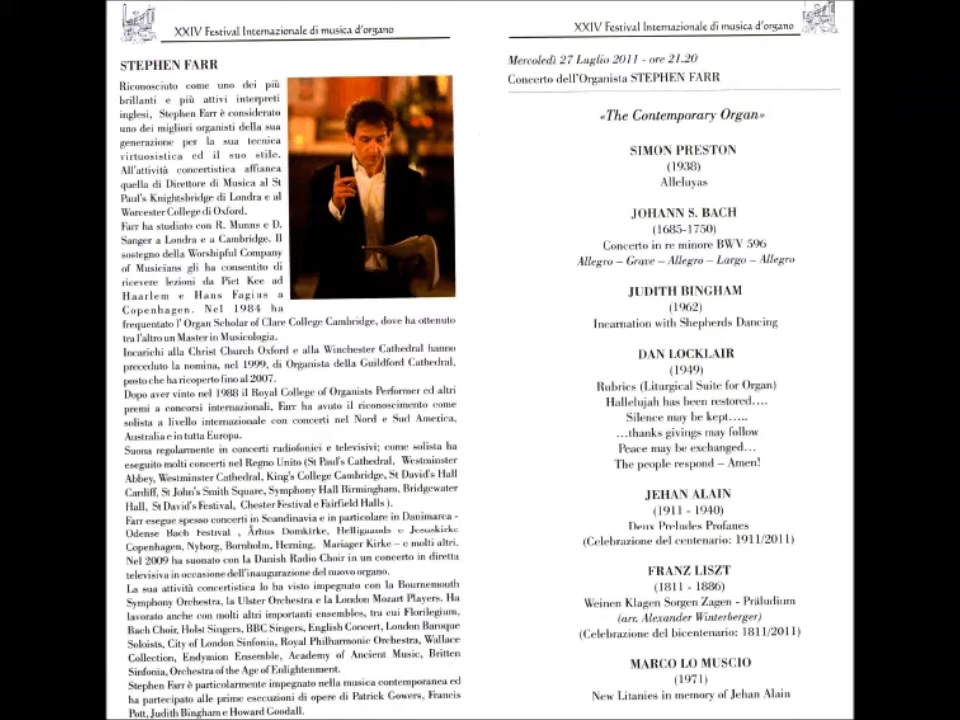 XXIV Festival Internazionale di musica d'organo
STEPHEN FARR
Riconosciuto come uno dei più
brillanti e più attivi interpreti
inglesi, Stephen Farr è considerato
uno dei migliori organisti della sua
generazione per la sua tecnica
virtuosistica ed il suo stile.
All'attività concertistica affianca
quella di Direttore di Musica al St
Paul's Knightsbridge di Londra e al
Worcester College di Oxford.
Farr ha studiato con R. Munns e D.
Sanger a Londra e a Cambridge. Il
sostegno della Worshipful Company
of Musicians gli ha consentito di
ricevere lezioni da Piet Kee ad
Haarlem e Hans Fagius a
Copenhagen. Nel 1984 ha
frequentato l' Organ Scholar of Clare College Cambridge, dove ha ottenuto
tra l'altro un Master in Musicologia.
Incarichi alla Christ Church Oxford e alla Winchester Cathedral hanno
preceduto la nomina, nel 1999, di Organista della Guildford Cathedral,
posto che ha ricoperto fino al 2007.
Dopo aver vinto nel 1988 il Royal College of Organists Performer ed altri
premi a concorsi internazionali, Farr ha avuto il riconoscimento come
solista a livello internazionale con concerti nel Nord e Sud America,
Australia e in tutta Europa.
Suona regolarmente in concerti radiofonici e televisivi; come solista ha
eseguito molti concerti nel Regno Unito (St Paul's Cathedral, Westminster
Abbey, Westminster Cathedral, King's College Cambridge, St David's Hall
Cardiff, St John's Smith Square, Symphony Hall Birmingham, Bridgewater
Hall, St David's Festival, Chester Festival e Fairfield Halls ).
Farr esegue spesso concerti in Scandinavia e in particolare in Danimarca -
Odense Bach Festival , Århus Domkirke, Helligaands e Jesuskirke
Copenhagen, Nyborg, Bornholm, Herning, Mariager Kirke – e molti altri.
Nel 2009 ha suonato con la Danish Radio Choir in un concerto in diretta
televisiva in occasione dell'inaugurazione del nuovo organo.
La sua attività concertistica lo ha visto impegnato con la Bournemouth
Symphony Orchestra, la Ulster Orchestra e la London Mozart Players. Ha
lavorato anche con molti altri importanti ensembles, tra cui Florilegium,
Bach Choir, Holst Singers, BBC Singers, English Concert, London Baroque
Soloists, City of London Sinfonia, Royal Philharmonic Orchestra, Wallace
Collection, Endymion Ensemble, Academy of Ancient Music, Britten
Sinfonia, Orchestra of the Age of Enlightenment.
Stephen Farr è particolarmente impegnato nella musica contemporanea ed
ha partecipato alle prime esecuzioni di opere di Patrick Gowers, Francis
Pott, Judith Bingham e Howard Goodall.
XXIV Festival Internazionale di musica d'organo
Mercoledì 27 Luglio 2011 - ore 21.20
Concerto dell'Organista STEPHEN FARR
«The Contemporary Organ»
SIMON PRESTON
(1938)
Alleluyas
JOHANN S. BACH
(1685-1750)
Concerto in re minore BWV 596
Allegro – Grave – Allegro – Largo – Allegro
JUDITH BINGHAM
(1962)
Incarnation with Shepherds Dancing
DAN LOCKLAIR
(1949)
Rubrics (Liturgical Suite for Organ)
Hallelujah has been restored….
Silence may be kept…..
…thanks givings may follow
Peace may be exchanged…
The people respond – Amen!
JEHAN ALAIN
(1911 - 1940)
Deux Preludes Profanes
(Celebrazione del centenario: 1911/2011)
FRANZ LISZT
(1811 - 1886)
Weinen Klagen Sorgen Zagen - Präludium
(arr. Alexander Winterberger)
(Celebrazione del bicentenario: 1811/2011)
MARCO LO MUSCIO
(1971)
New Litanies in memory of Jehan Alain